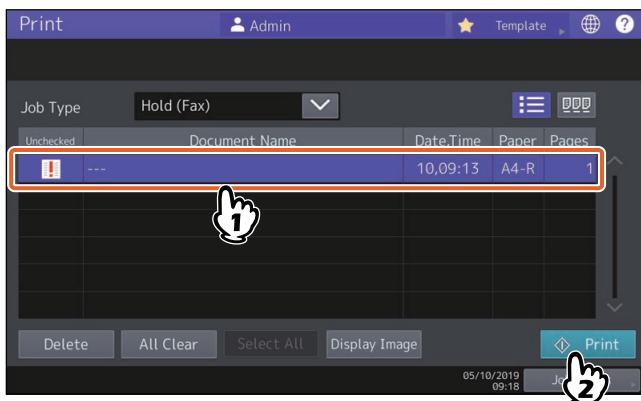 Print Admin Template ?
Job Type Hold (Fax)
Unchecked Document Name Date,Time Paper Pages
! --- 10,09:13 A4-R 1
1
Delete All Clear Select All Display Image Print
05/10/2019
09:18
2